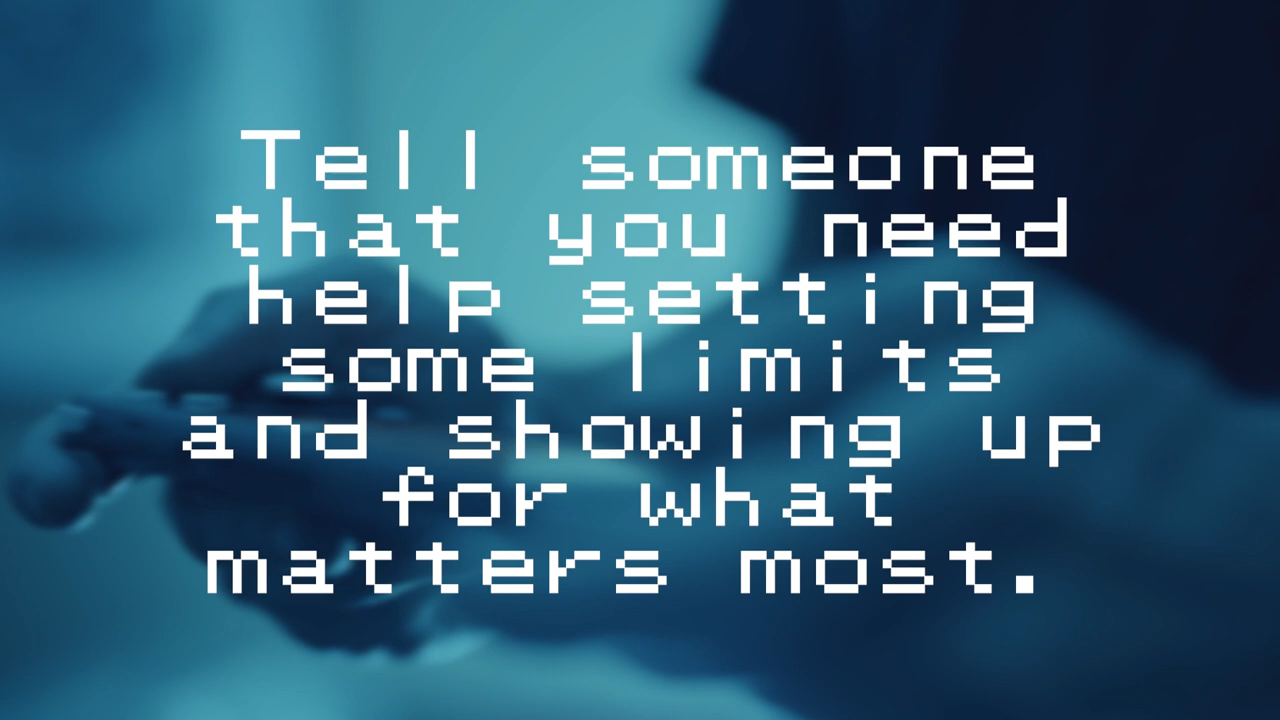 Tell someone
that you need
help setting
some limits
and showing up
for what
matters most.